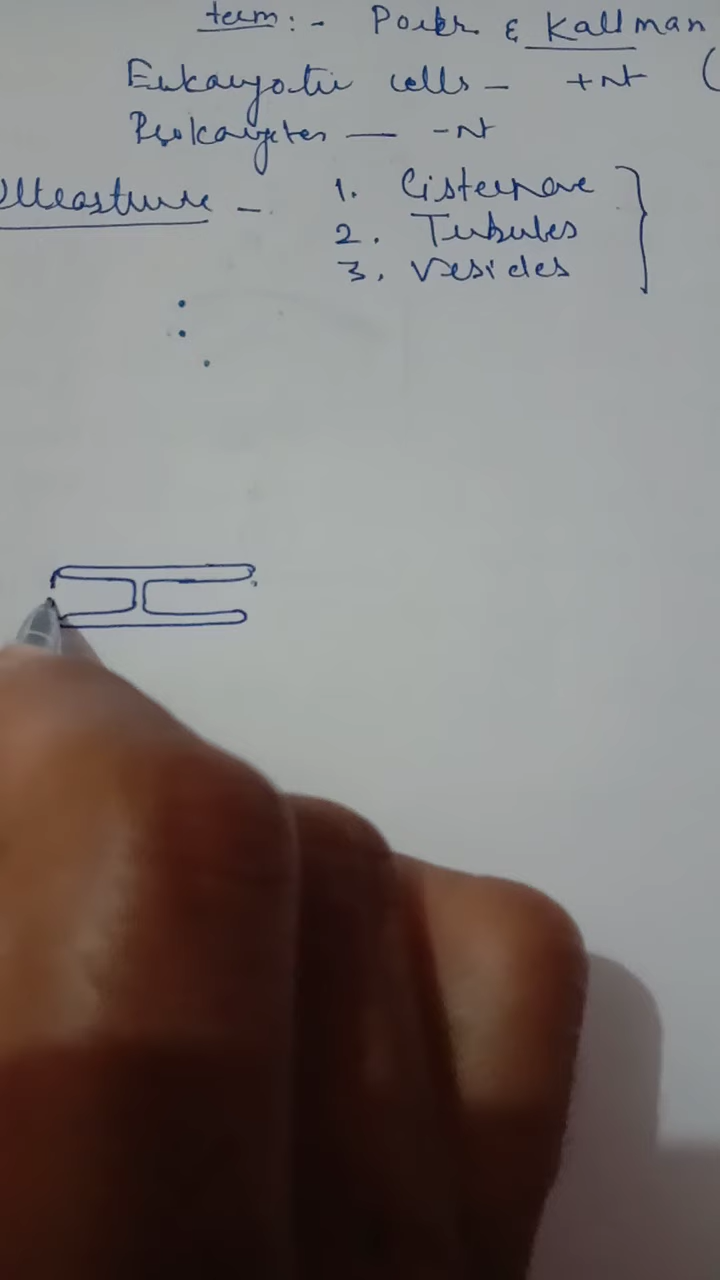 term:- Porter & Kallman (
Eukaryotic cells - +nt
Prokaryotes — -nt
Ultrastructure - 1. Cisternae
2. Tubules
3. Vesicles